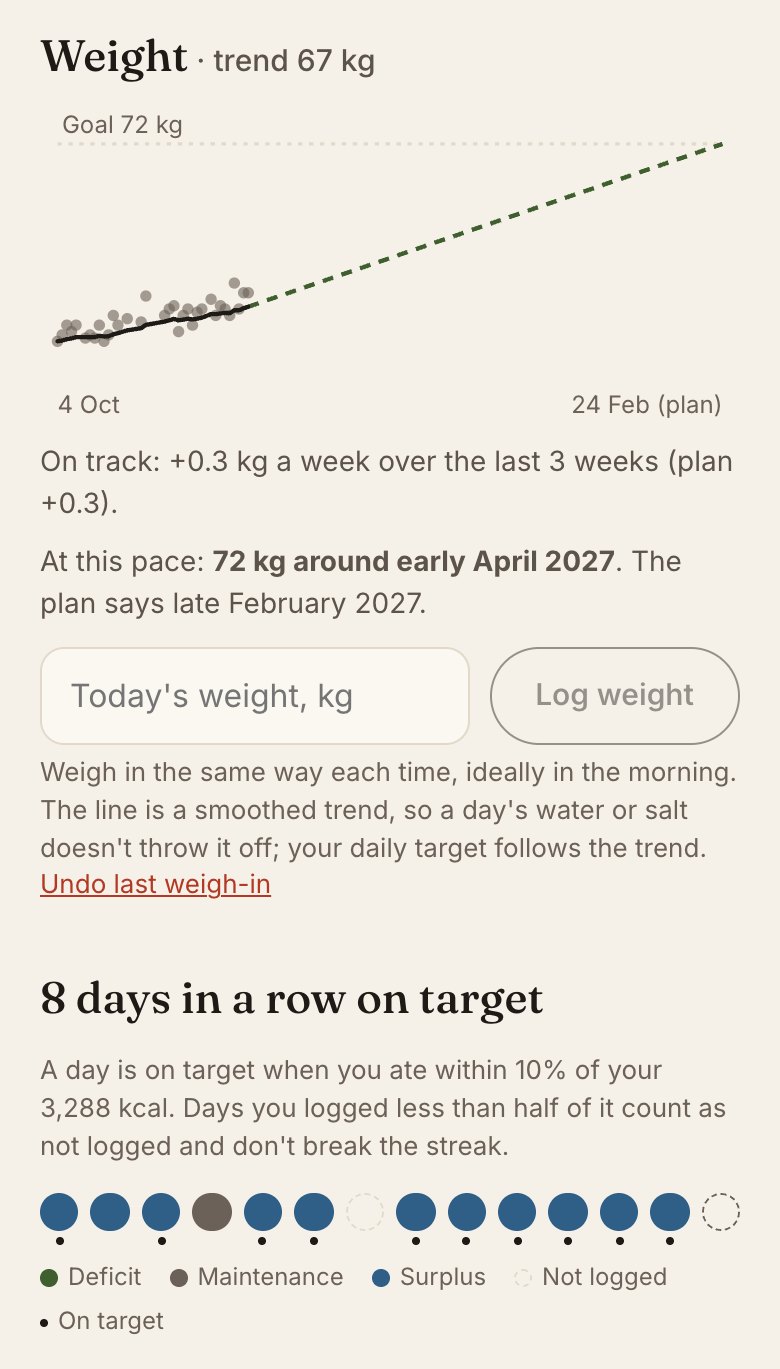 Weight · trend 67 kg
Goal 72 kg
4 Oct
24 Feb (plan)
On track: +0.3 kg a week over the last 3 weeks (plan
+0.3).
At this pace: 72 kg around early April 2027. The
plan says late February 2027.
Today's weight, kg
Log weight
Weigh in the same way each time, ideally in the morning.
The line is a smoothed trend, so a day's water or salt
doesn't throw it off; your daily target follows the trend.
Undo last weigh-in
8 days in a row on target
A day is on target when you ate within 10% of your
3,288 kcal. Days you logged less than half of it count as
not logged and don't break the streak.
Deficit
Maintenance
Surplus
Not logged
On target